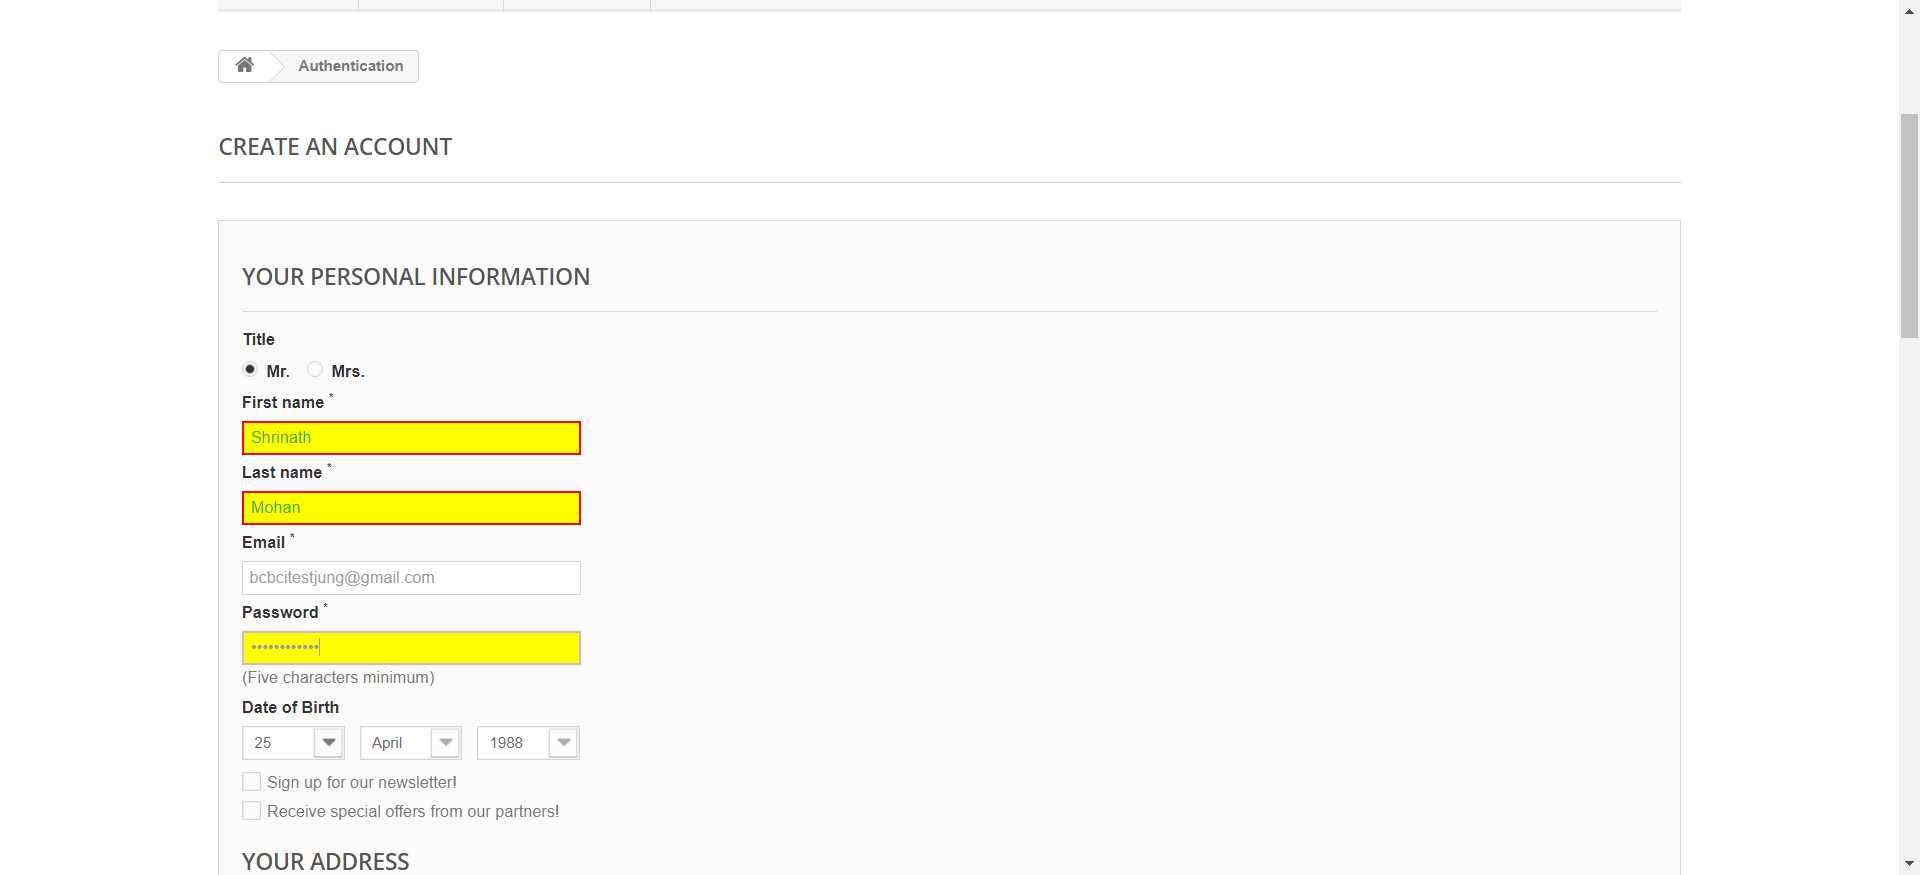 Authentication
CREATE AN ACCOUNT
YOUR PERSONAL INFORMATION
Title
Mr. Mrs.
First name *
Shrinath
Last name *
Mohan
Email *
bcbcitestjung@gmail.com
Password *
••••••••••••
(Five characters minimum)
Date of Birth
25 April 1988
Sign up for our newsletter!
Receive special offers from our partners!
YOUR ADDRESS